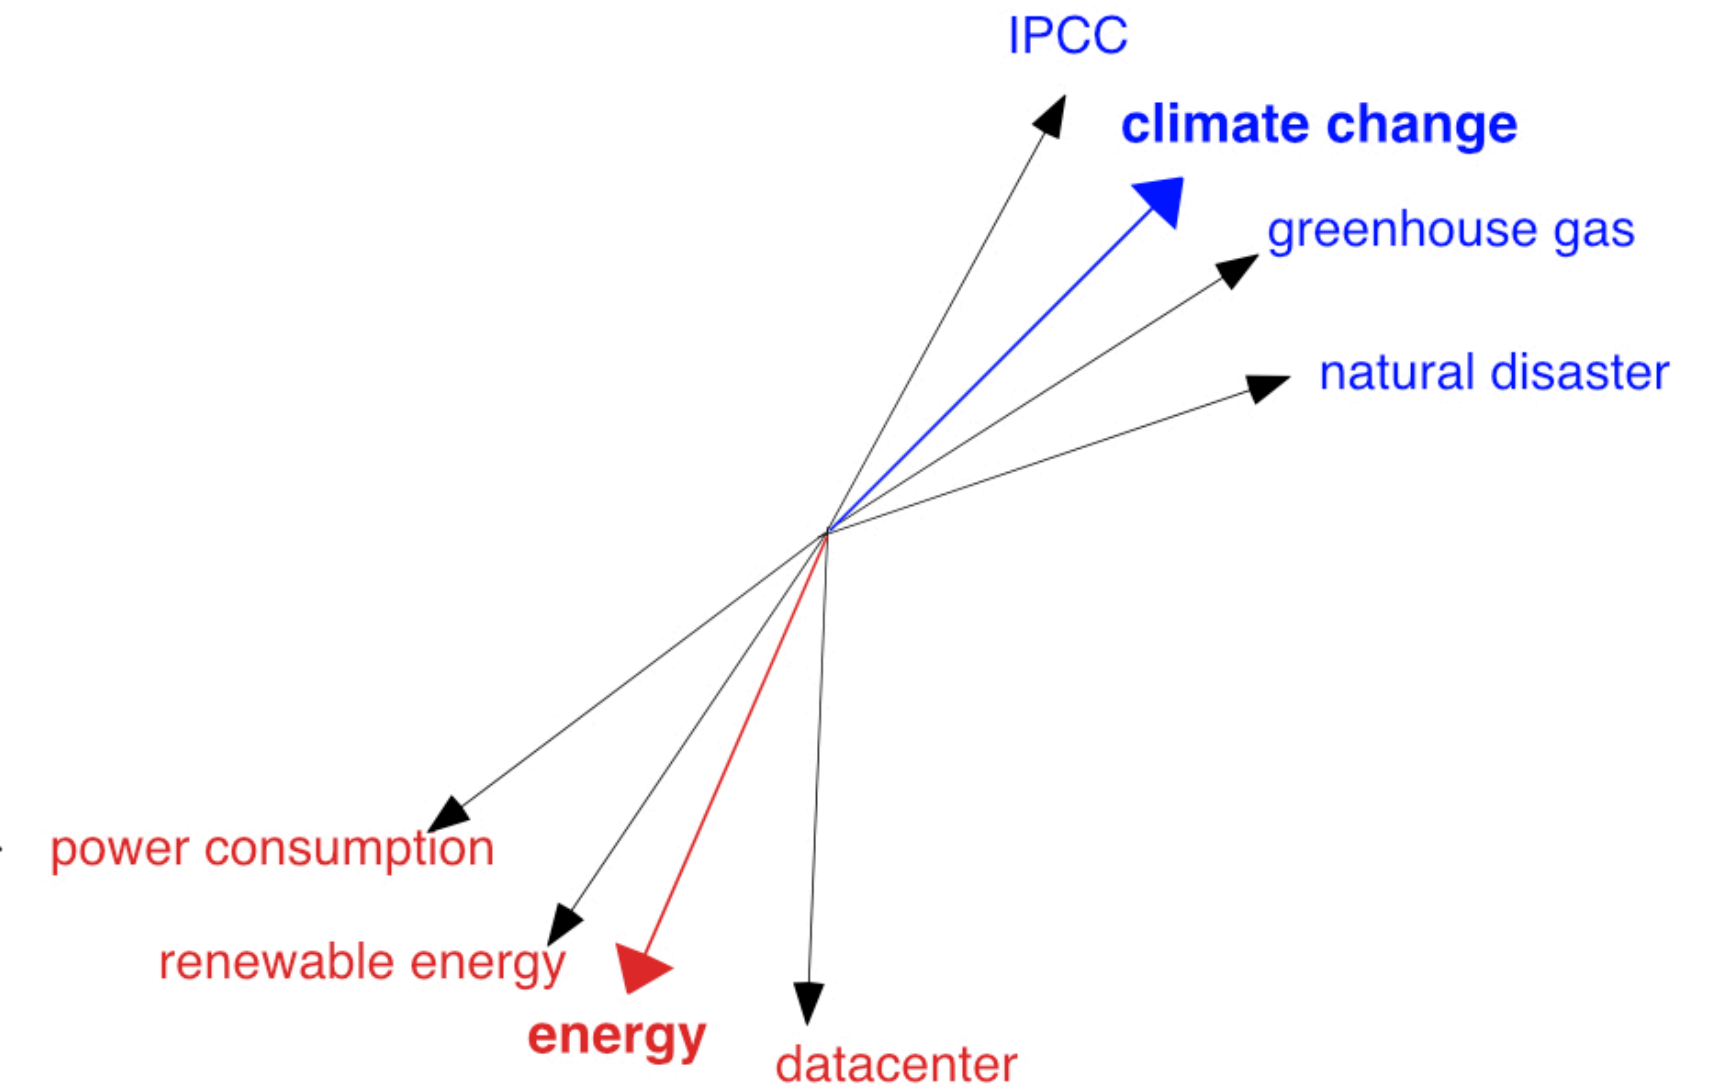 IPCC
climate change
greenhouse gas
natural disaster
power consumption
renewable energy
energy
datacenter